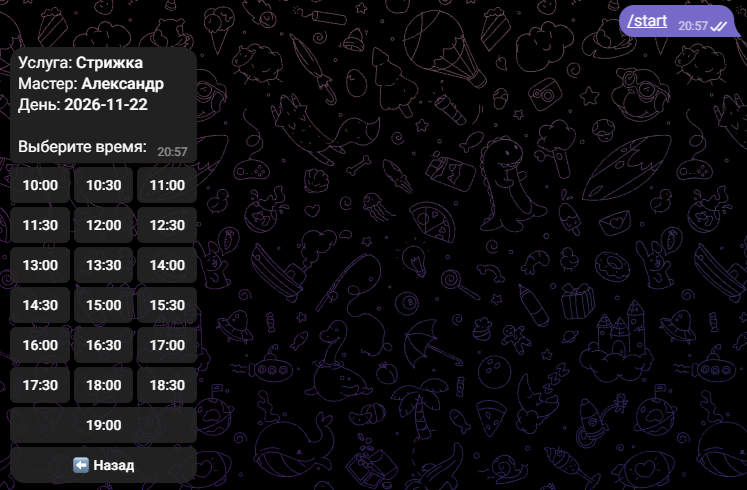 /start
20:57
Услуга: Стрижка
Мастер: Александр
День: 2026-11-22
Выберите время:
20:57
10:00 10:30 11:00
11:30 12:00 12:30
13:00 13:30 14:00
14:30 15:00 15:30
16:00 16:30 17:00
17:30 18:00 18:30
19:00
Назад